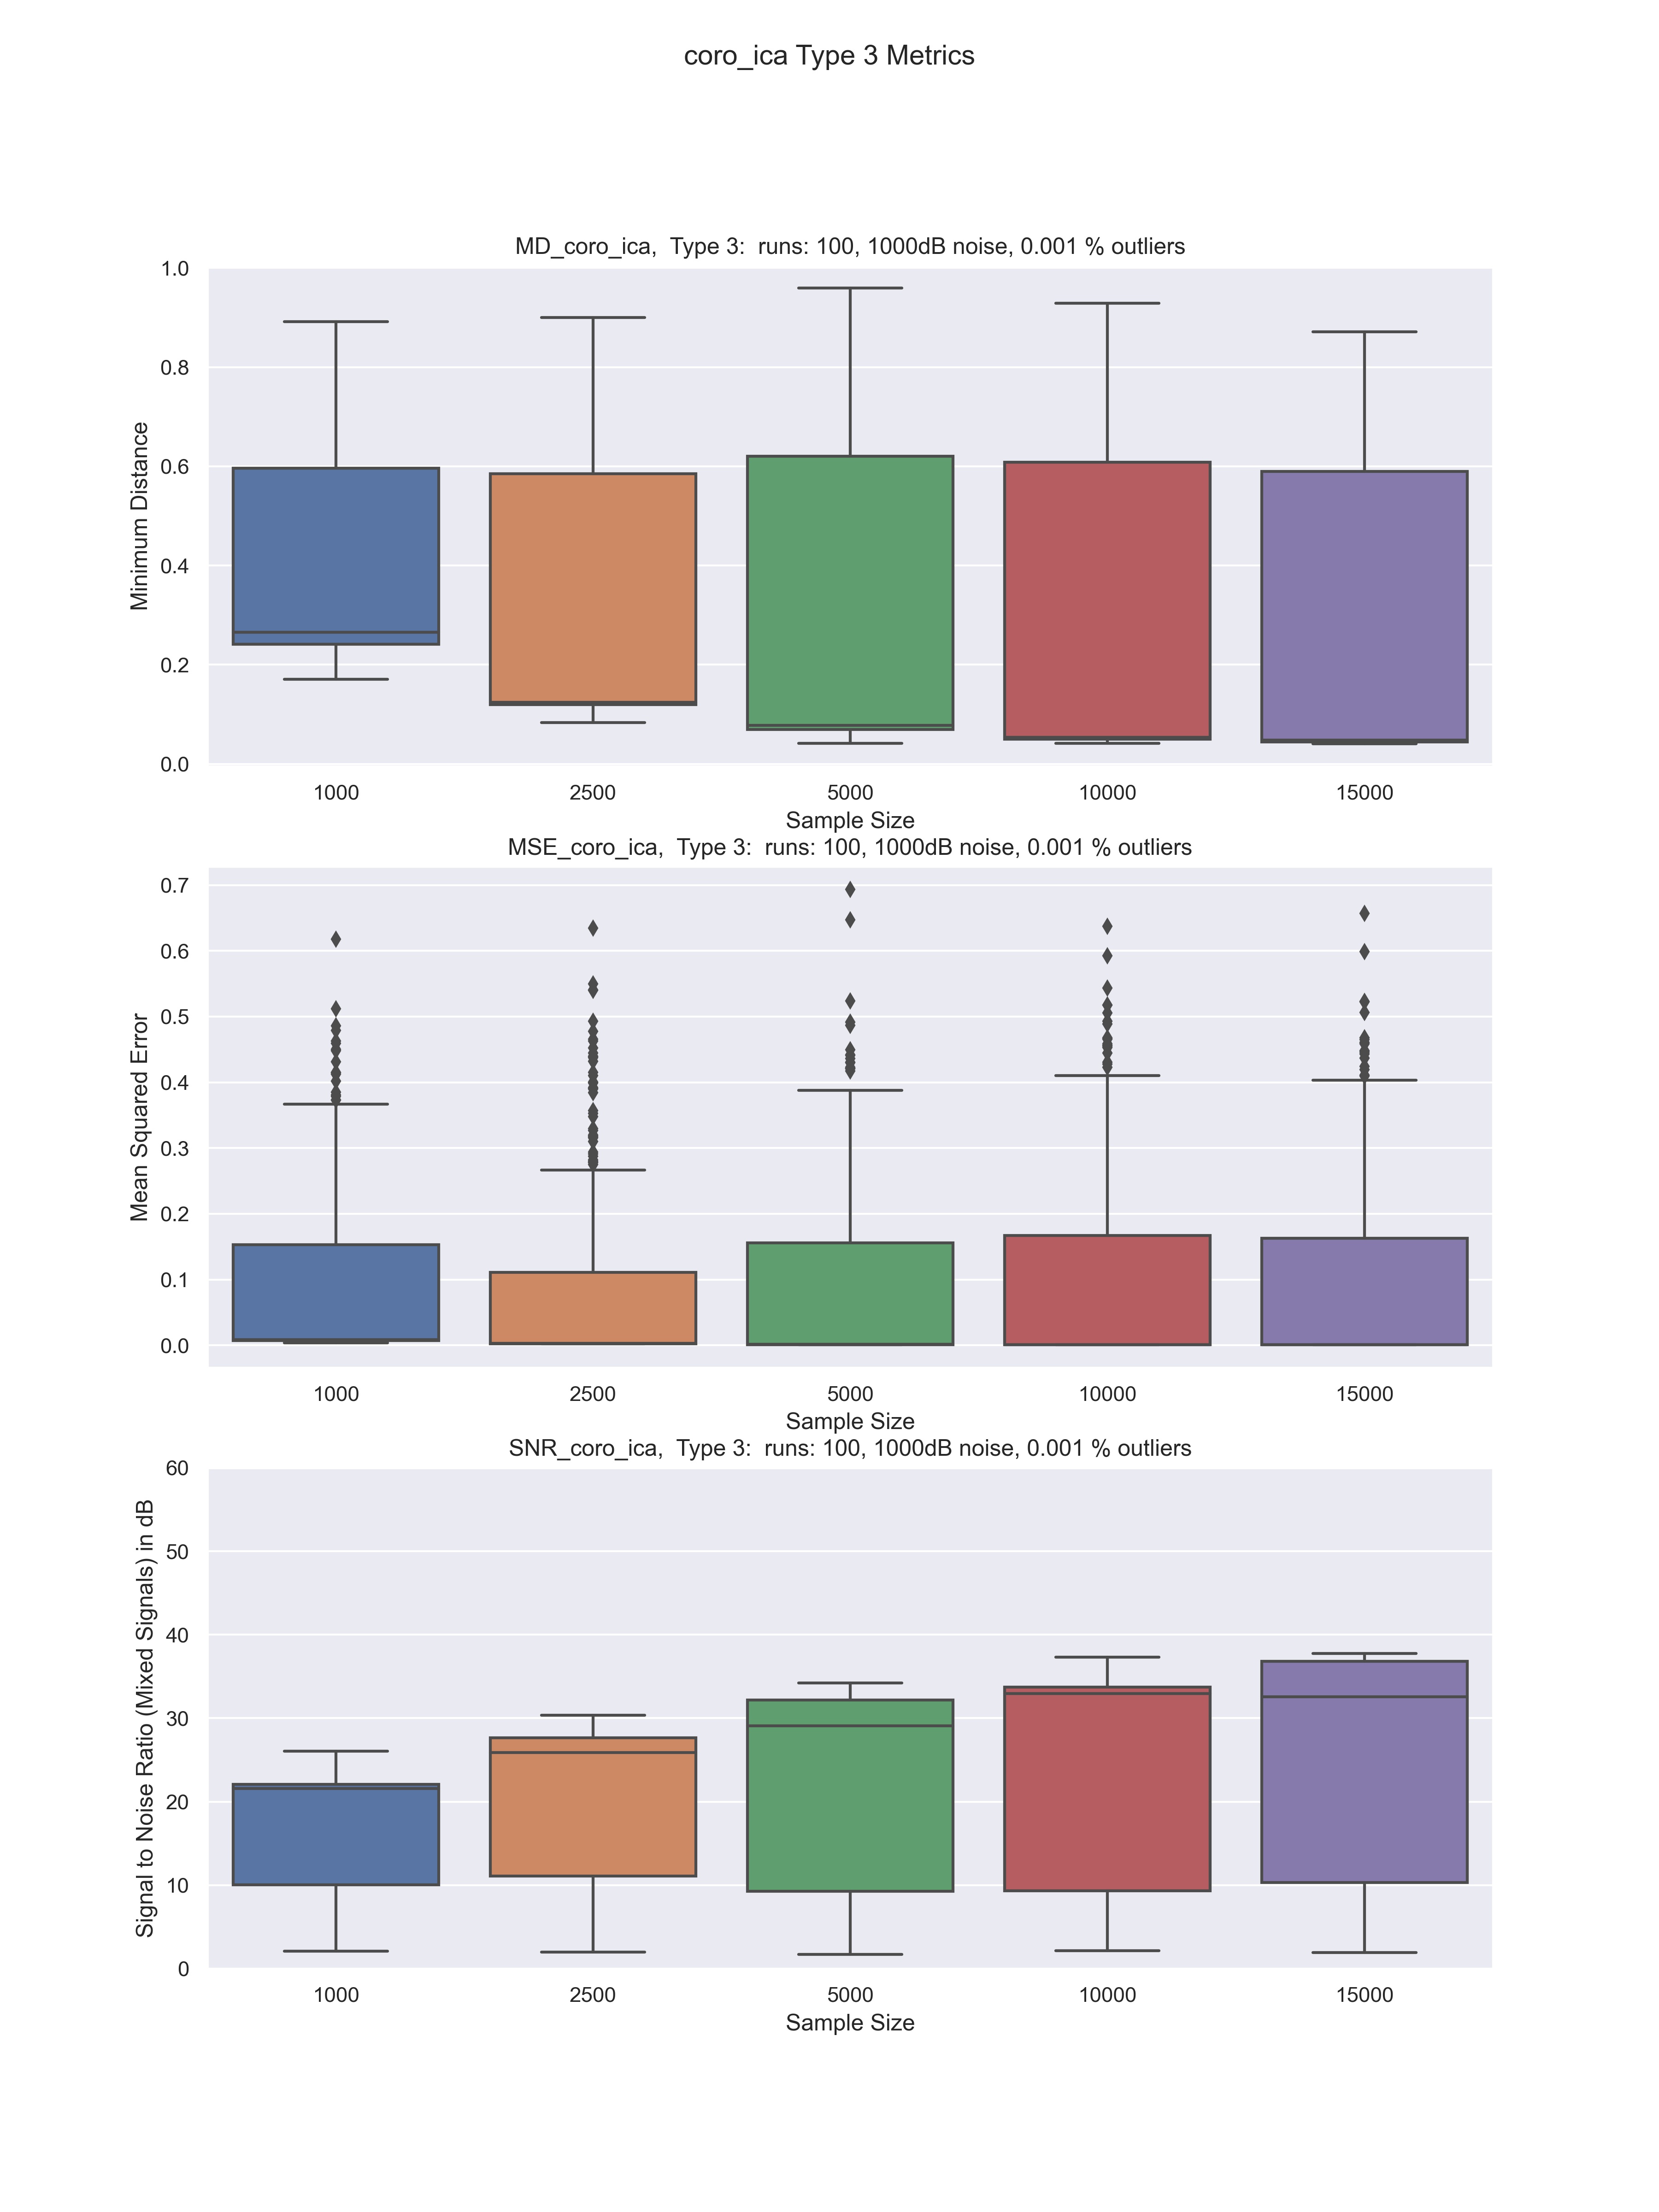 coro_ica Type 3 Metrics
MD_coro_ica,  Type 3:  runs: 100, 1000dB noise, 0.001 % outliers
1.0
0.8
0.6
0.4
0.2
0.0
Minimum Distance
1000 2500 5000 10000 15000
Sample Size
MSE_coro_ica,  Type 3:  runs: 100, 1000dB noise, 0.001 % outliers
0.7
0.6
0.5
0.4
0.3
0.2
0.1
0.0
Mean Squared Error
1000 2500 5000 10000 15000
Sample Size
SNR_coro_ica,  Type 3:  runs: 100, 1000dB noise, 0.001 % outliers
60
50
40
30
20
10
0
Signal to Noise Ratio (Mixed Signals) in dB
1000 2500 5000 10000 15000
Sample Size